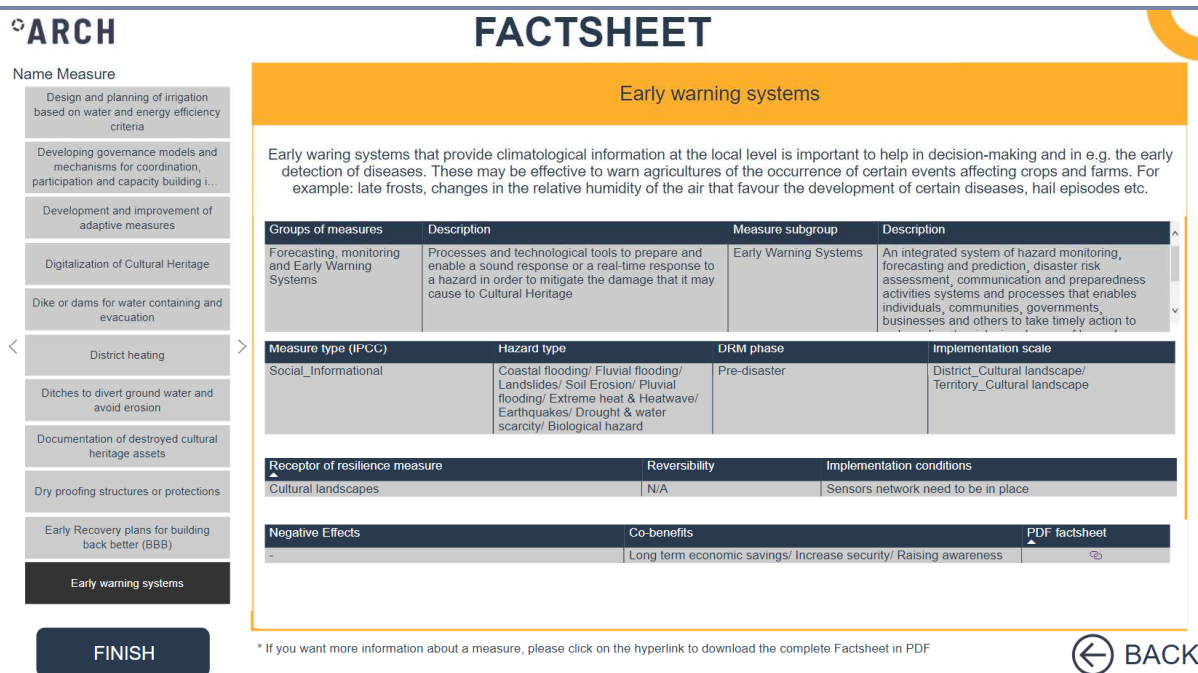 ARCH
FACTSHEET
Name Measure
Design and planning of irrigation
based on water and energy efficiency
criteria
Developing governance models and
mechanisms for coordination,
participation and capacity building i...
Development and improvement of
adaptive measures
Digitalization of Cultural Heritage
Dike or dams for water containing and
evacuation
District heating
Ditches to divert ground water and
avoid erosion
Documentation of destroyed cultural
heritage assets
Dry proofing structures or protections
Early Recovery plans for building
back better (BBB)
Early warning systems
FINISH
Early warning systems
Early waring systems that provide climatological information at the local level is important to help in decision-making and in e.g. the early
detection of diseases. These may be effective to warn agricultures of the occurrence of certain events affecting crops and farms. For
example: late frosts, changes in the relative humidity of the air that favour the development of certain diseases, hail episodes etc.
Groups of measures
Description
Measure subgroup
Description
Forecasting, monitoring
and Early Warning
Systems
Processes and technological tools to prepare and
enable a sound response or a real-time response to
a hazard in order to mitigate the damage that it may
cause to Cultural Heritage
Early Warning Systems
An integrated system of hazard monitoring,
forecasting and prediction, disaster risk
assessment, communication and preparedness
activities systems and processes that enables
individuals, communities, governments,
businesses and others to take timely action to
Measure type (IPCC)
Hazard type
DRM phase
Implementation scale
Social_Informational
Coastal flooding/ Fluvial flooding/
Landslides/ Soil Erosion/ Pluvial
flooding/ Extreme heat & Heatwave/
Earthquakes/ Drought & water
scarcity/ Biological hazard
Pre-disaster
District_Cultural landscape/
Territory_Cultural landscape
Receptor of resilience measure
Reversibility
Implementation conditions
Cultural landscapes
N/A
Sensors network need to be in place
Negative Effects
Co-benefits
PDF factsheet
-
Long term economic savings/ Increase security/ Raising awareness
* If you want more information about a measure, please click on the hyperlink to download the complete Factsheet in PDF
BACK